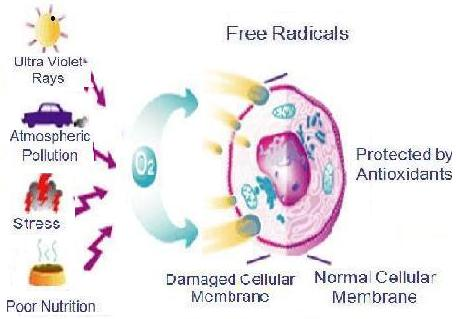 Free Radicals
Ultra Violet
Rays
Atmospheric
Pollution
O2
Protected by
Antioxidants
Stress
Damaged Cellular
Membrane
Normal Cellular
Membrane
Poor Nutrition